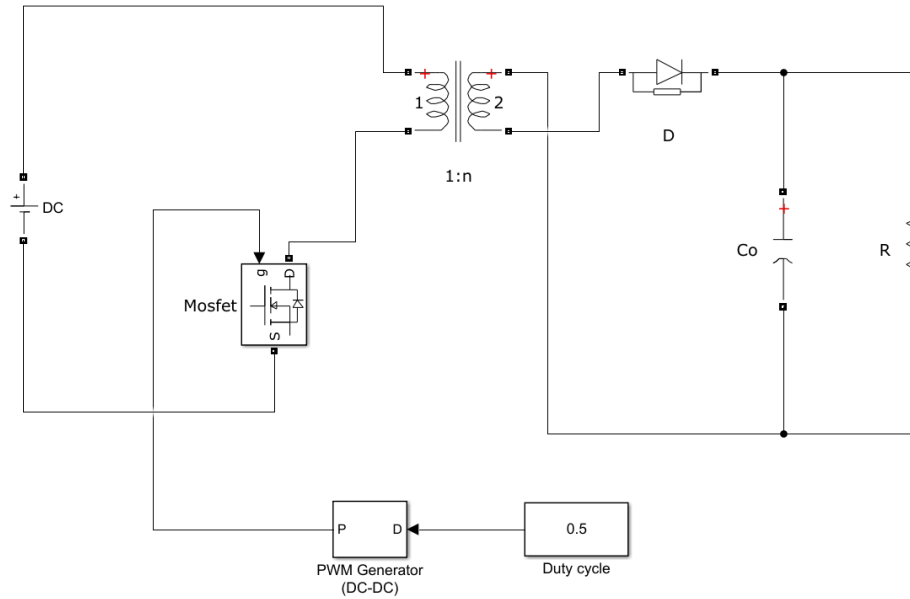 1
2
D
1:n
+
DC
g
D
Mosfet
S
Co
R
P
D
0.5
PWM Generator
(DC-DC)
Duty cycle